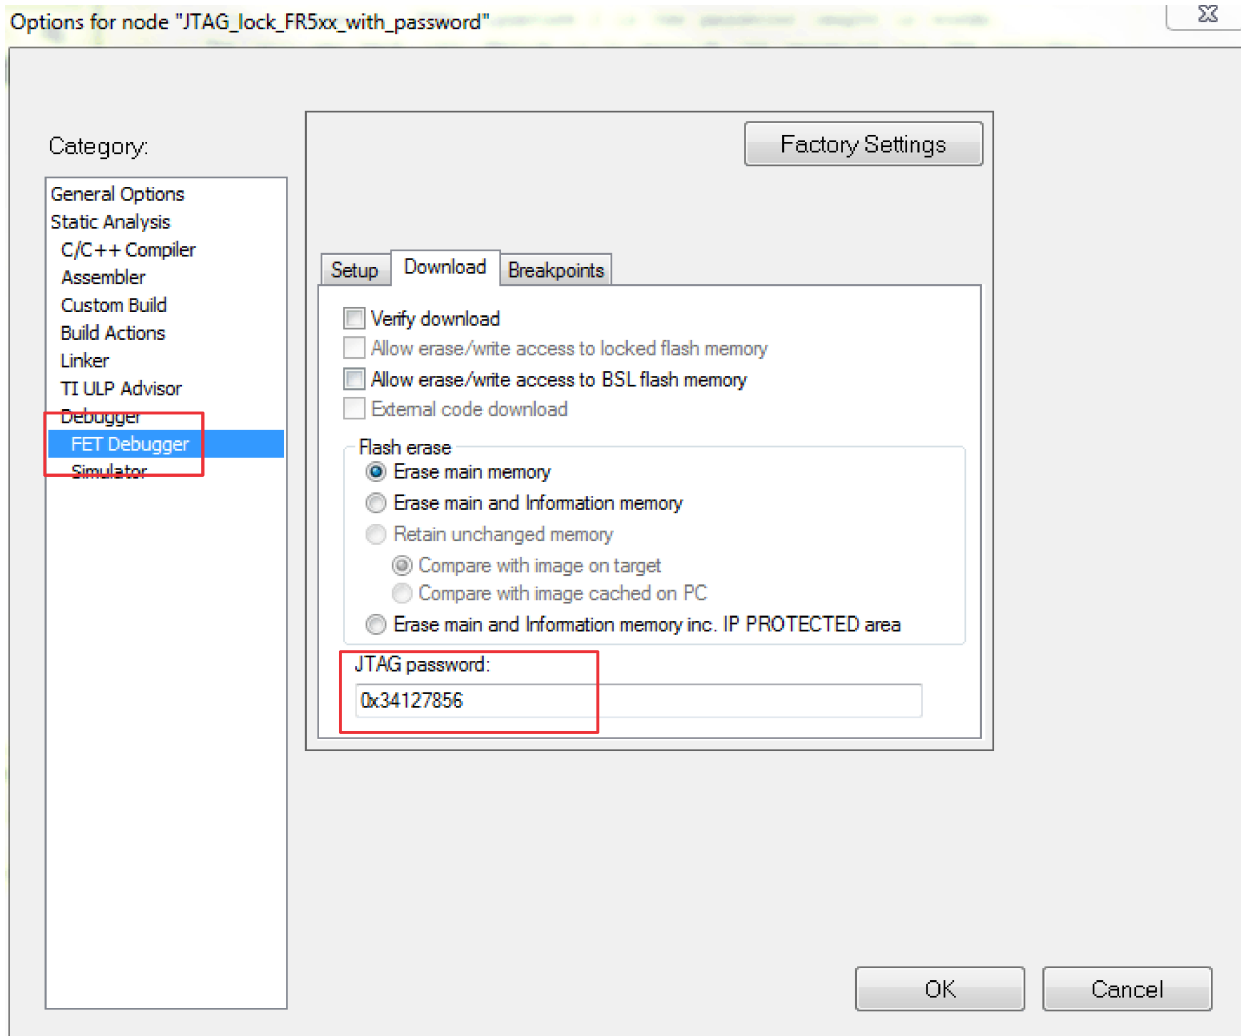 Options for node "JTAG_lock_FR5xx_with_password"
Category:
Factory Settings
General Options
Static Analysis
C/C++ Compiler
Assembler
Custom Build
Build Actions
Linker
TI ULP Advisor
Debugger
FET Debugger
Simulator
Setup
Download
Breakpoints
Verify download
Allow erase/write access to locked flash memory
Allow erase/write access to BSL flash memory
External code download
Flash erase
Erase main memory
Erase main and Information memory
Retain unchanged memory
Compare with image on target
Compare with image cached on PC
Erase main and Information memory inc. IP PROTECTED area
JTAG password:
0x34127856
OK
Cancel